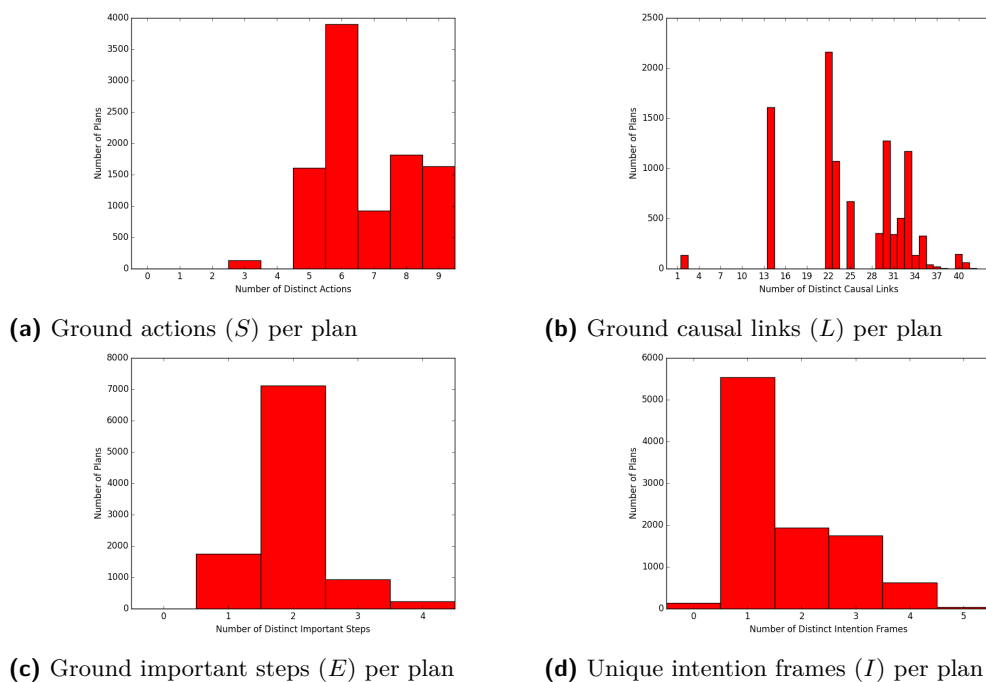 4000
3500
3000
2500
2000
1500
1000
500
0
Number of Plans
0 1 2 3 4 5 6 7 8 9
Number of Distinct Actions
(a) Ground actions (S) per plan
2500
2000
1500
1000
500
0
Number of Plans
1 4 7 10 13 16 19 22 25 28 31 34 37 40
Number of Distinct Causal Links
(b) Ground causal links (L) per plan
8000
7000
6000
5000
4000
3000
2000
1000
0
Number of Plans
0 1 2 3 4
Number of Distinct Important Steps
(c) Ground important steps (E) per plan
6000
5000
4000
3000
2000
1000
0
Number of Plans
0 1 2 3 4 5
Number of Distinct Intention Frames
(d) Unique intention frames (I) per plan